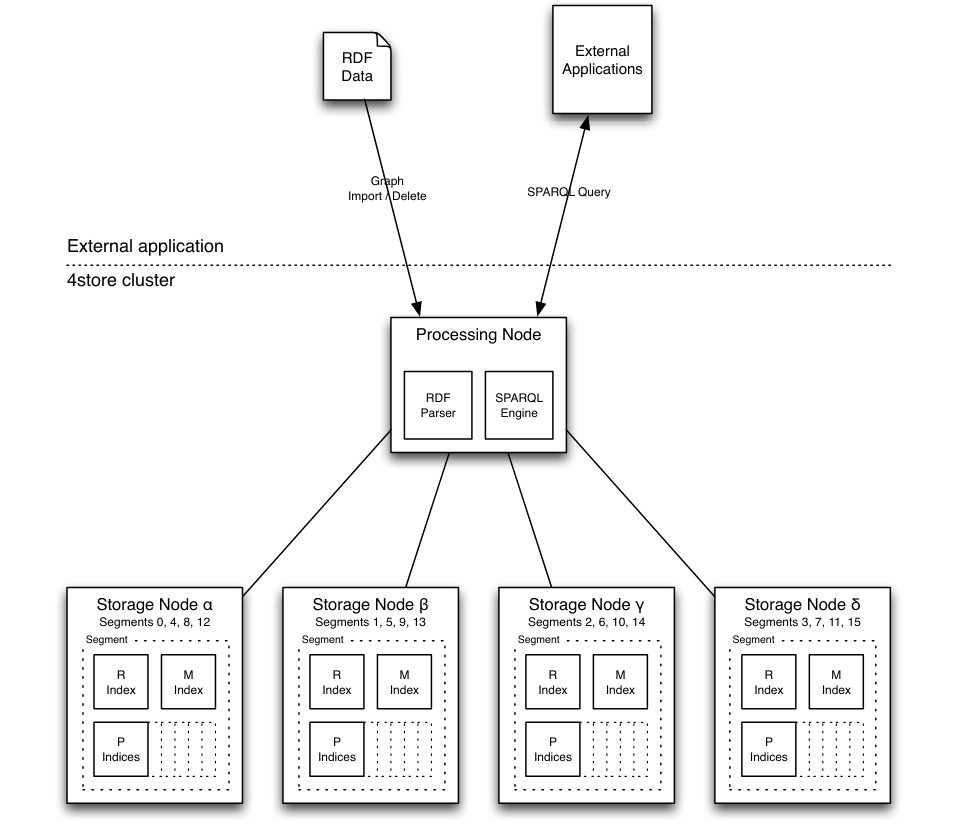 RDF
Data
External
Applications
Graph
Import / Delete
SPARQL Query
External application
4store cluster
Processing Node
RDF
Parser
SPARQL
Engine
Storage Node α
Segments 0, 4, 8, 12
Segment
R
Index
M
Index
P
Indices
Storage Node β
Segments 1, 5, 9, 13
Segment
R
Index
M
Index
P
Indices
Storage Node γ
Segments 2, 6, 10, 14
Segment
R
Index
M
Index
P
Indices
Storage Node δ
Segments 3, 7, 11, 15
Segment
R
Index
M
Index
P
Indices